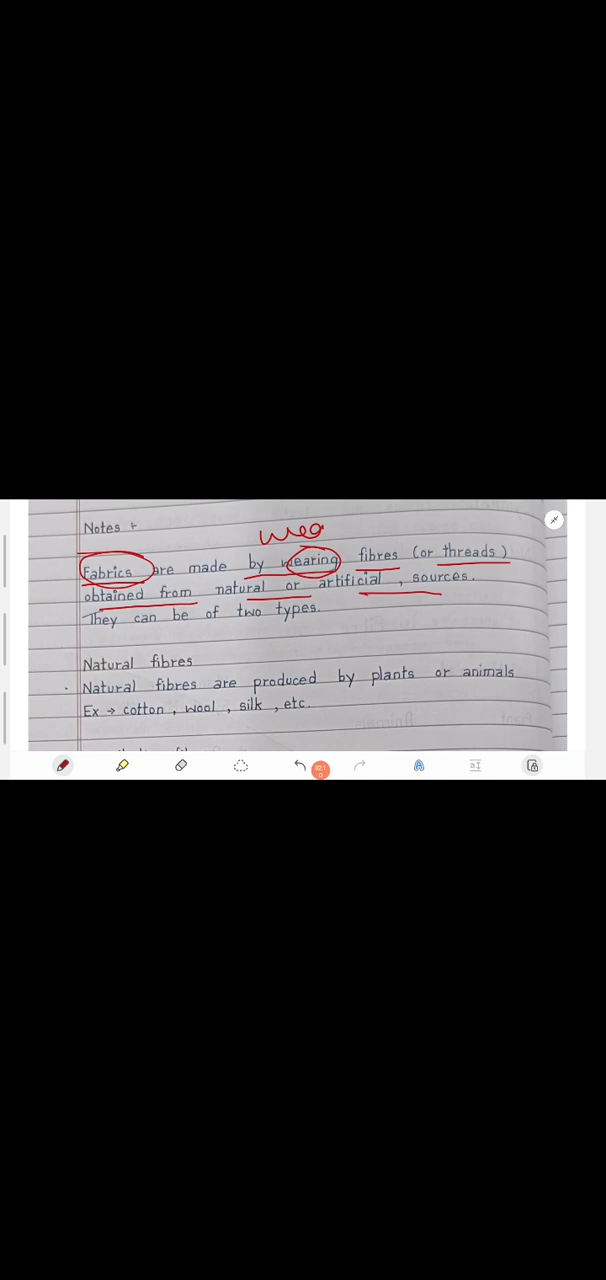 Notes :-
wea
Fabrics are made by wearing fibres (or threads)
obtained from natural or artificial, sources.
They can be of two types.
Natural fibres
. Natural fibres are produced by plants or animals
Ex → cotton, wool, silk, etc.